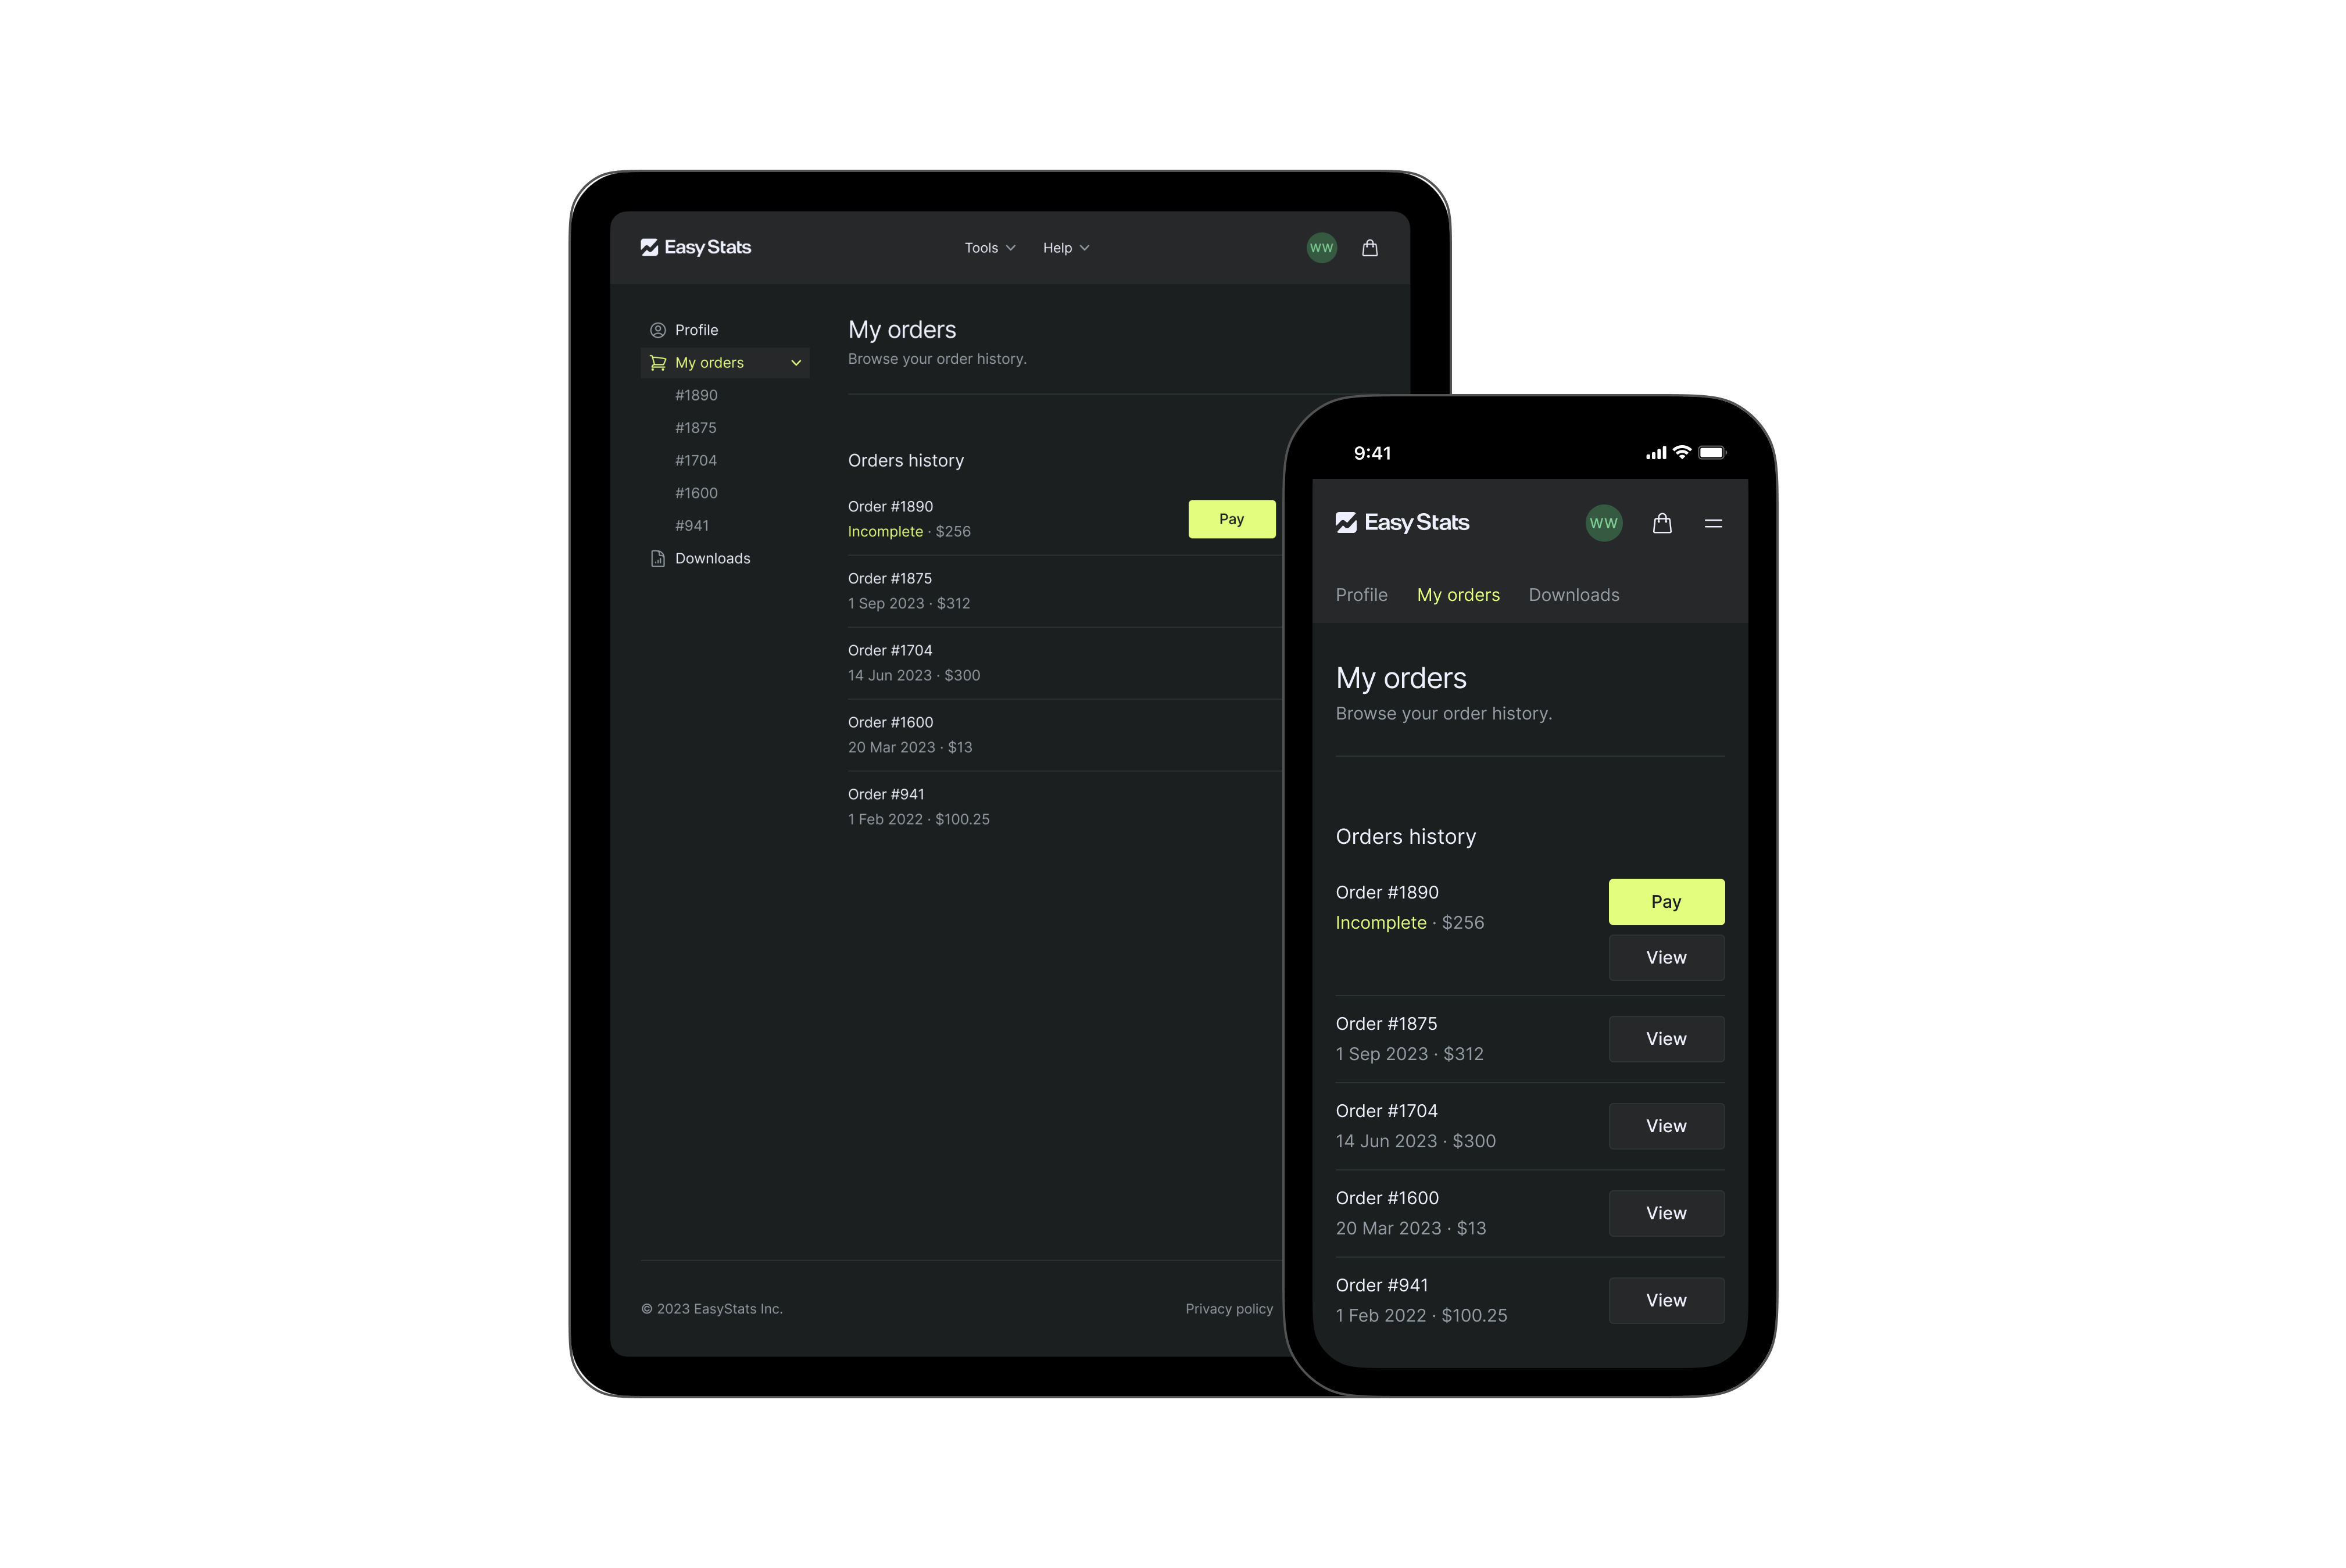 EasyStats
Tools
Help
WW
Profile
My orders
#1890
#1875
#1704
#1600
#941
Downloads
My orders
Browse your order history.
Orders history
Order #1890
Incomplete · $256
Pay
Order #1875
1 Sep 2023 · $312
Order #1704
14 Jun 2023 · $300
Order #1600
20 Mar 2023 · $13
Order #941
1 Feb 2022 · $100.25
© 2023 EasyStats Inc.
Privacy policy
9:41
EasyStats
WW
Profile
My orders
Downloads
My orders
Browse your order history.
Orders history
Order #1890
Incomplete · $256
Pay
View
Order #1875
1 Sep 2023 · $312
View
Order #1704
14 Jun 2023 · $300
View
Order #1600
20 Mar 2023 · $13
View
Order #941
1 Feb 2022 · $100.25
View